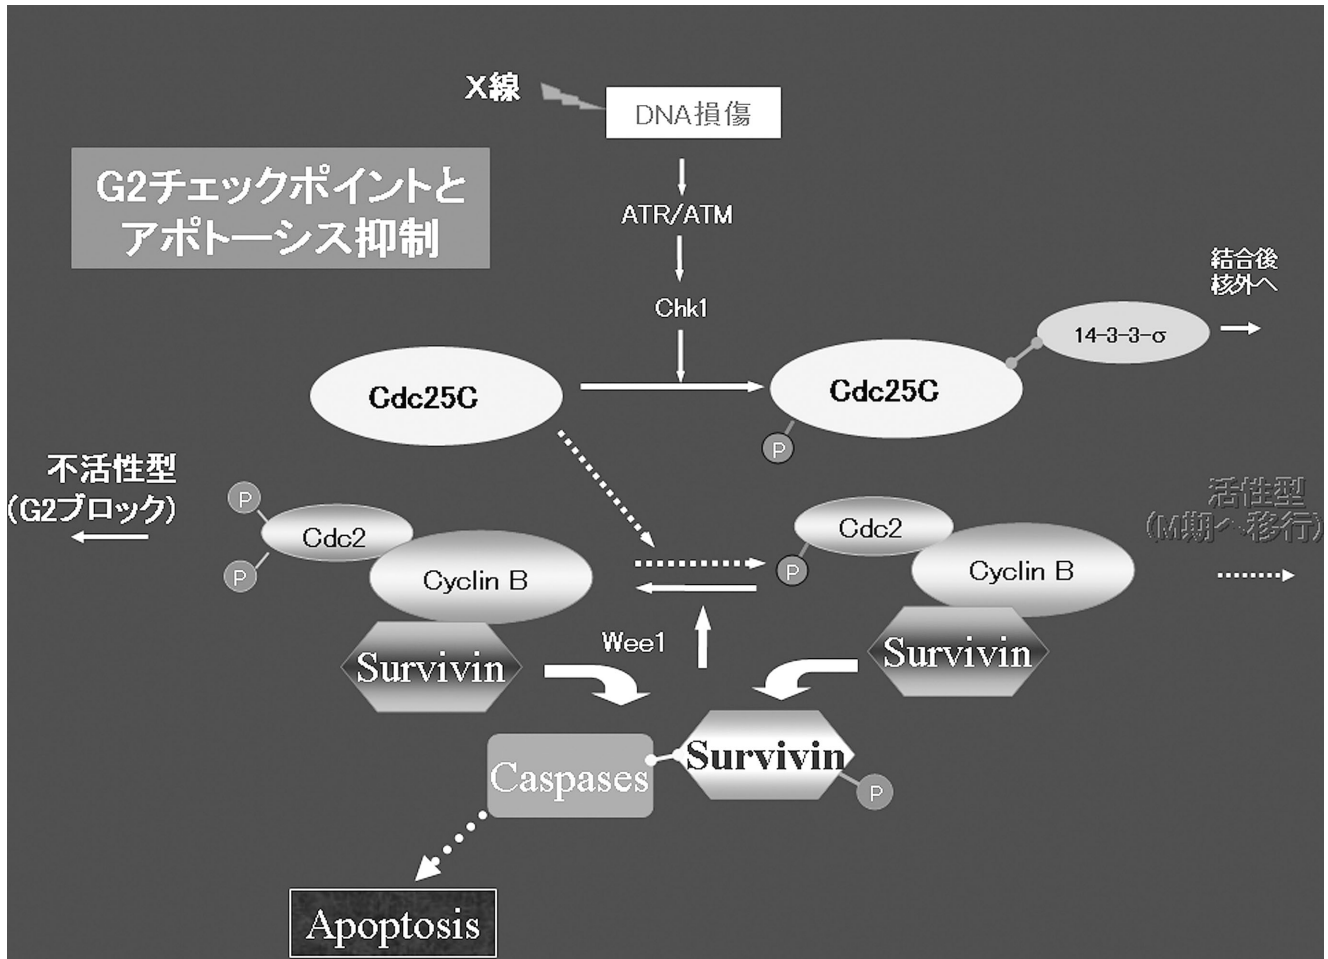 X線
DNA損傷
G2チェックポイントと
アポトーシス抑制
ATR/ATM
Chk1
結合後
核外へ
14-3-3-σ
Cdc25C
Cdc25C
P
不活性型
(G2ブロック)
活性型
(M期へ移行)
P
Cdc2
P
Cyclin B
Cdc2
P
Cyclin B
Wee1
Survivin
Survivin
Caspases
Survivin
P
Apoptosis